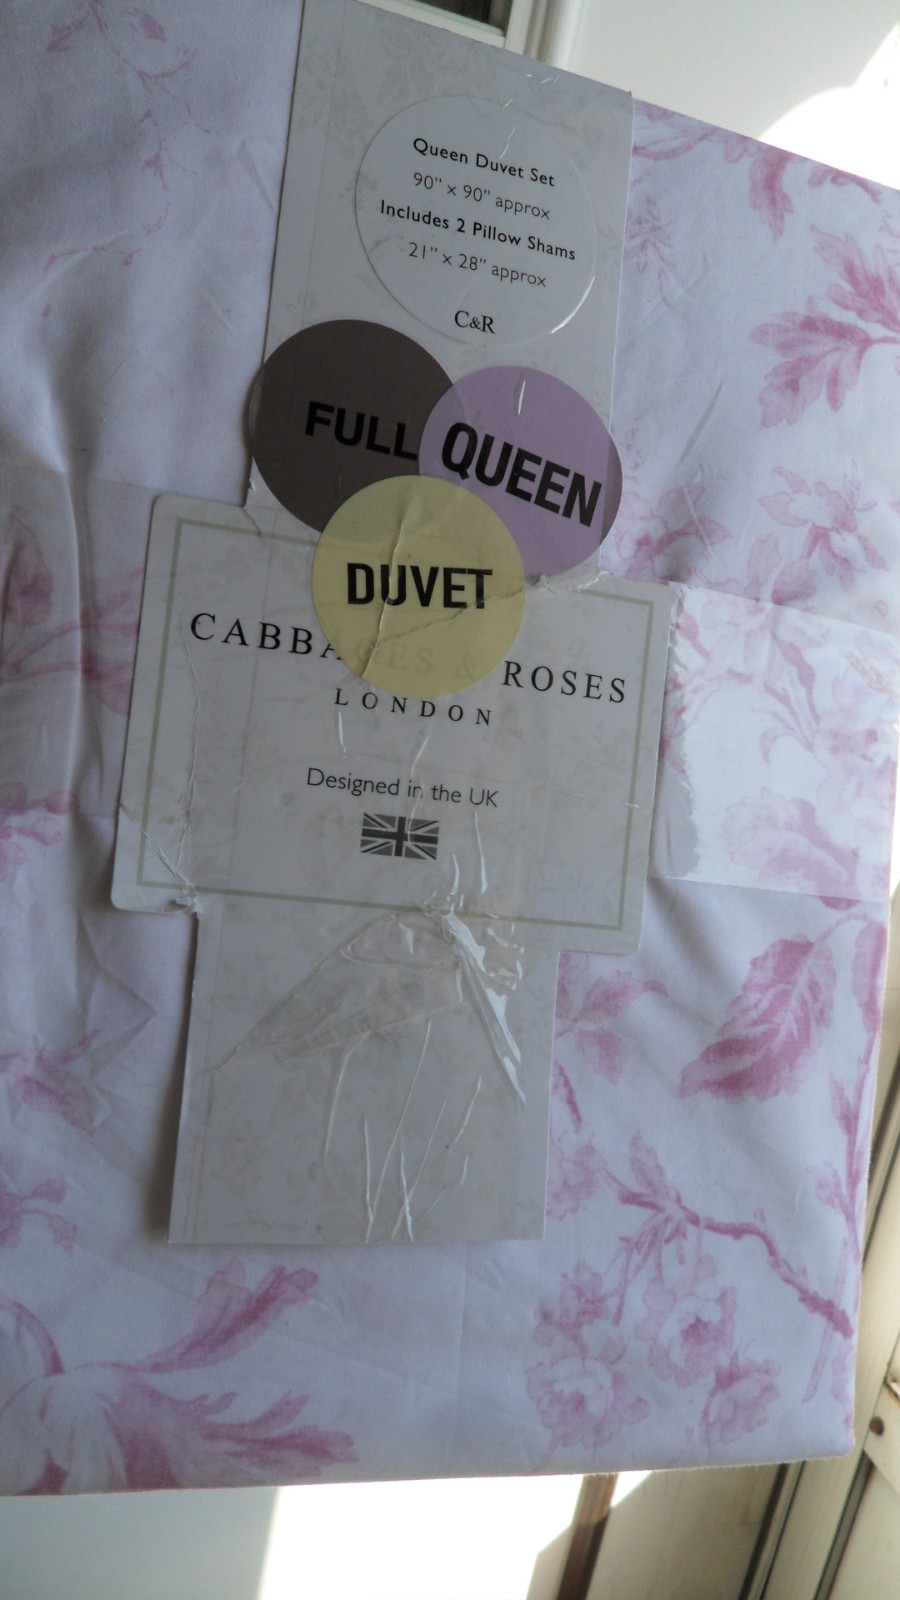 Queen Duvet Set
90" x 90" approx
Includes 2 Pillow Shams
21" x 28" approx
C&R
FULL QUEEN
DUVET
CABBAGES & ROSES
LONDON
Designed in the UK